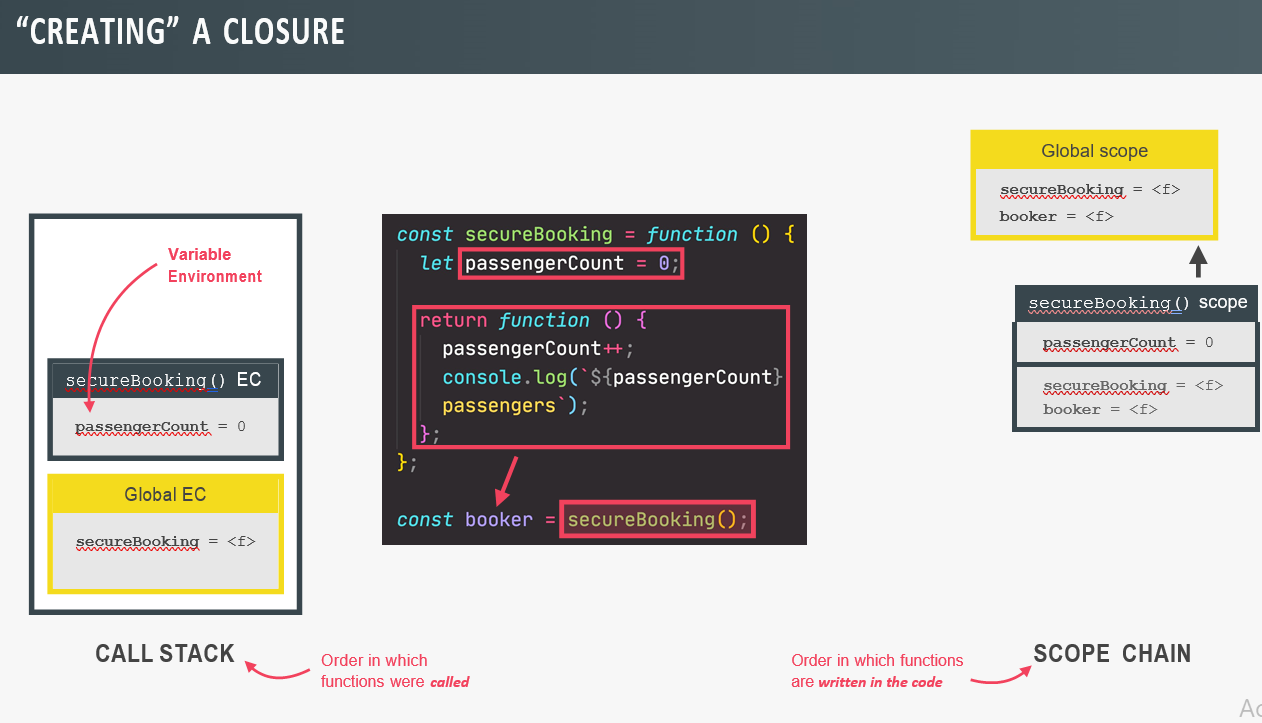 “CREATING” A CLOSURE
Variable
Environment
secureBooking() EC
passengerCount = 0
Global EC
secureBooking = <f>
CALL STACK
Order in which
functions were called
const secureBooking = function () {
let passengerCount = 0;
return function () {
passengerCount++;
console.log(`${passengerCount}
passengers`);
};
};
const booker = secureBooking();
Global scope
secureBooking = <f>
booker = <f>
secureBooking() scope
passengerCount = 0
secureBooking = <f>
booker = <f>
Order in which functions
are written in the code
SCOPE CHAIN